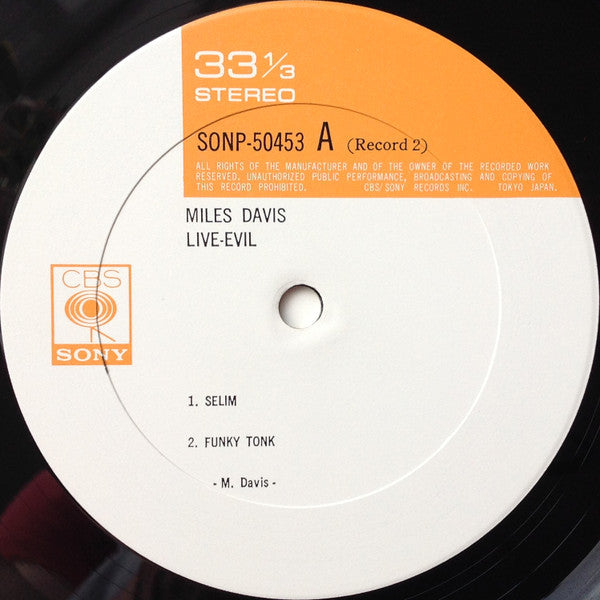 33 1/3
STEREO
SONP-50453 A (Record 2)
ALL RIGHTS OF THE MANUFACTURER AND OF THE OWNER OF THE RECORDED WORK
RESERVED. UNAUTHORIZED PUBLIC PERFORMANCE, BROADCASTING AND COPYING OF
THIS RECORD PROHIBITED. CBS/SONY RECORDS INC. TOKYO JAPAN.
MILES DAVIS
LIVE-EVIL
CBS
SONY
1. SELIM
2. FUNKY TONK
- M. Davis -